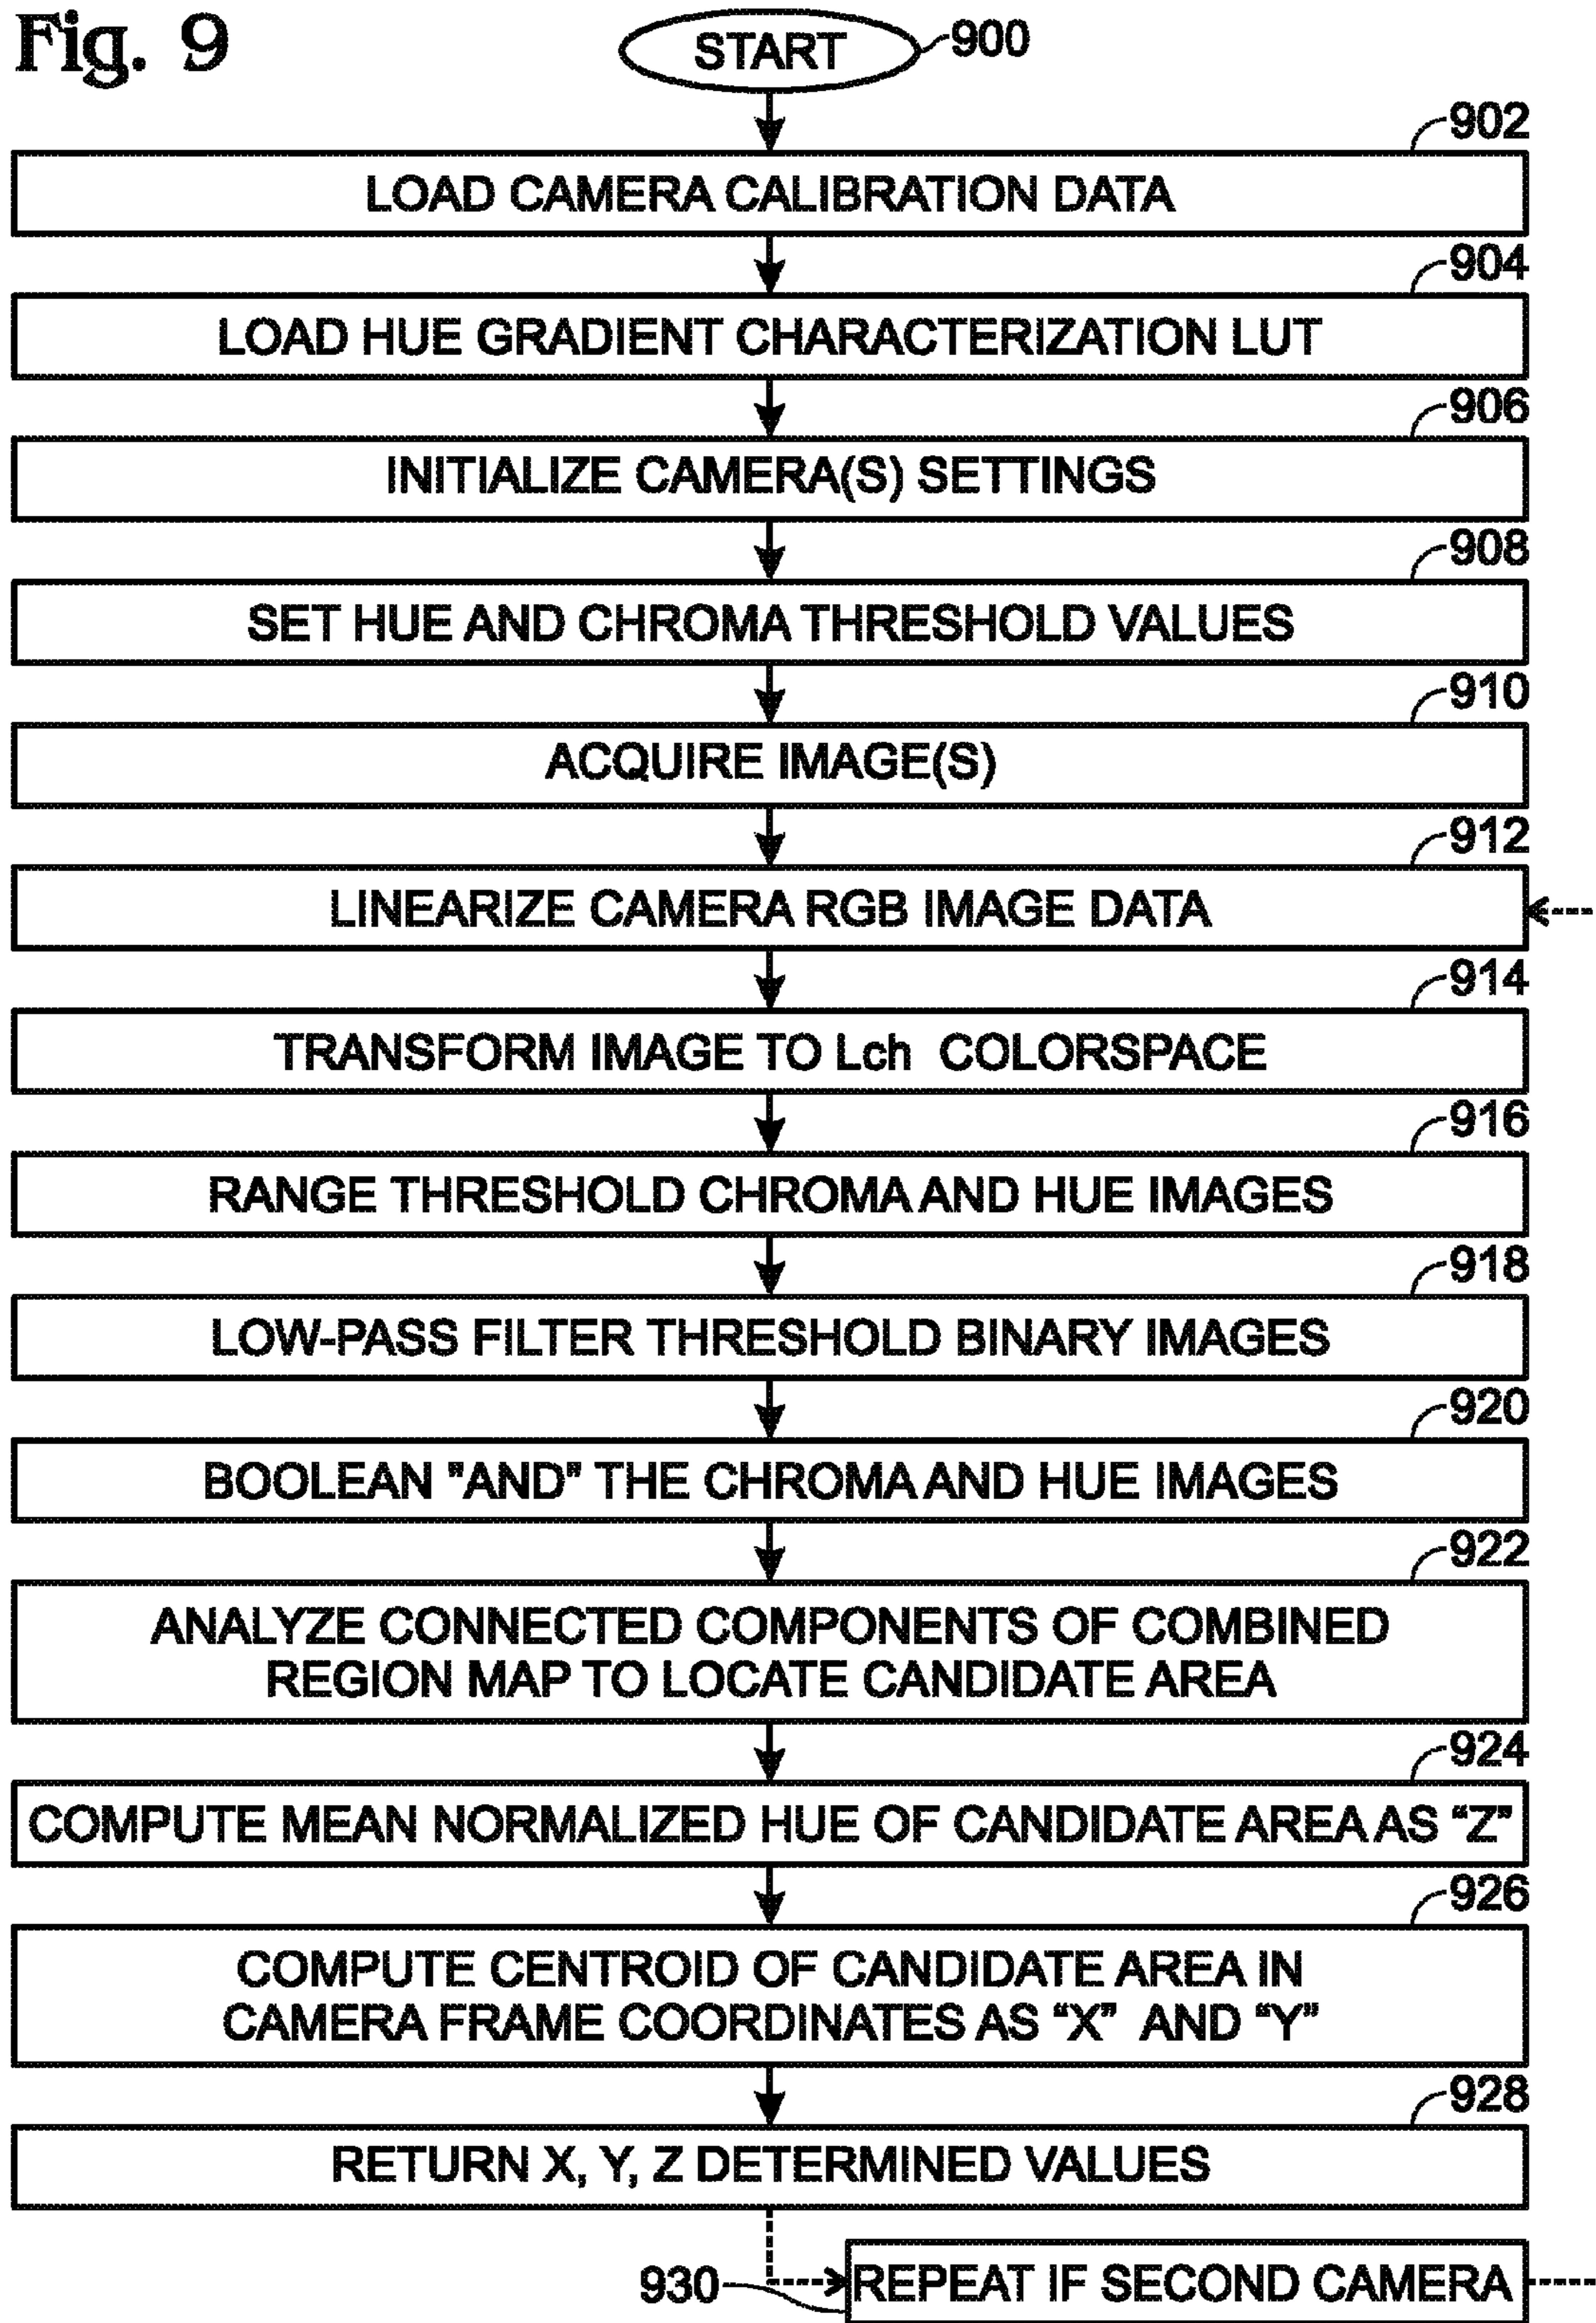 Fig. 9
START
900
902
LOAD CAMERA CALIBRATION DATA
904
LOAD HUE GRADIENT CHARACTERIZATION LUT
906
INITIALIZE CAMERA(S) SETTINGS
908
SET HUE AND CHROMA THRESHOLD VALUES
910
ACQUIRE IMAGE(S)
912
LINEARIZE CAMERA RGB IMAGE DATA
914
TRANSFORM IMAGE TO Lch COLORSPACE
916
RANGE THRESHOLD CHROMA AND HUE IMAGES
918
LOW-PASS FILTER THRESHOLD BINARY IMAGES
920
BOOLEAN ”AND” THE CHROMA AND HUE IMAGES
922
ANALYZE CONNECTED COMPONENTS OF COMBINED
REGION MAP TO LOCATE CANDIDATE AREA
924
COMPUTE MEAN NORMALIZED HUE OF CANDIDATE AREA AS “Z”
926
COMPUTE CENTROID OF CANDIDATE AREA IN
CAMERA FRAME COORDINATES AS “X” AND “Y”
928
RETURN X, Y, Z DETERMINED VALUES
930
REPEAT IF SECOND CAMERA